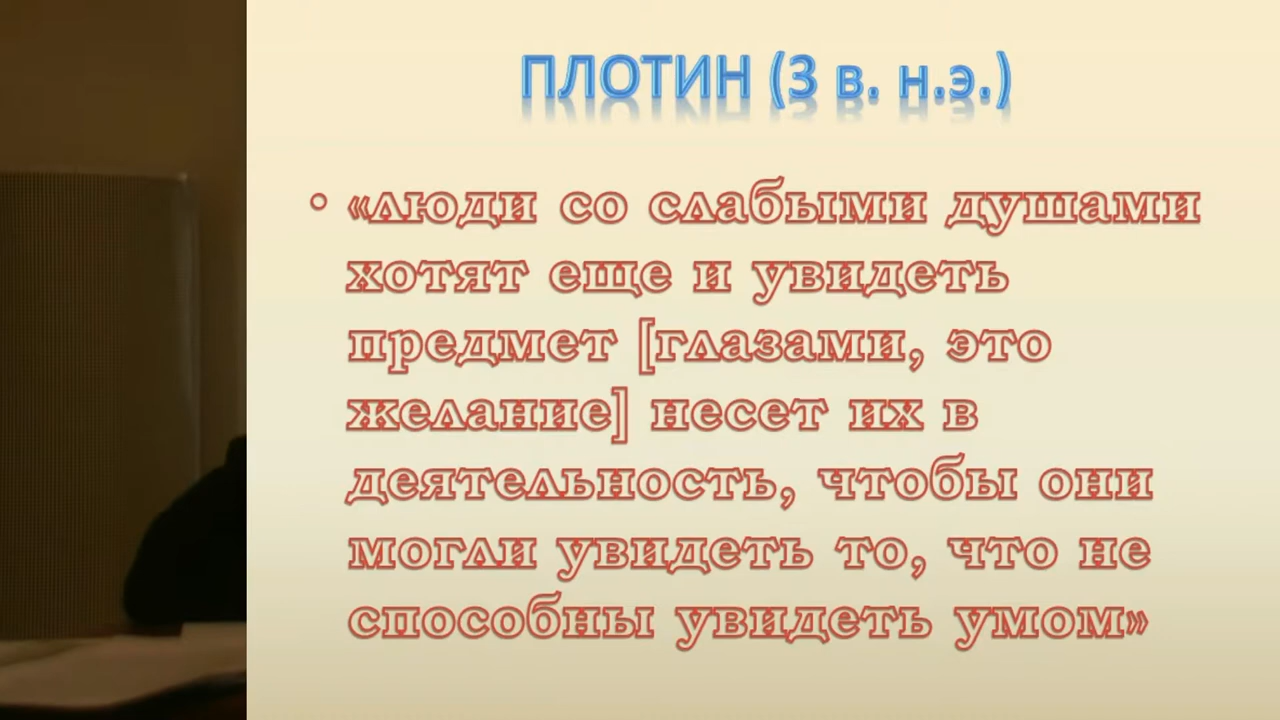 ПЛОТИН (3 в. н.э.)
• «люди со слабыми душами
хотят еще и увидеть
предмет [глазами, это
желание] несет их в
деятельность, чтобы они
могли увидеть то, что не
способны увидеть умом»